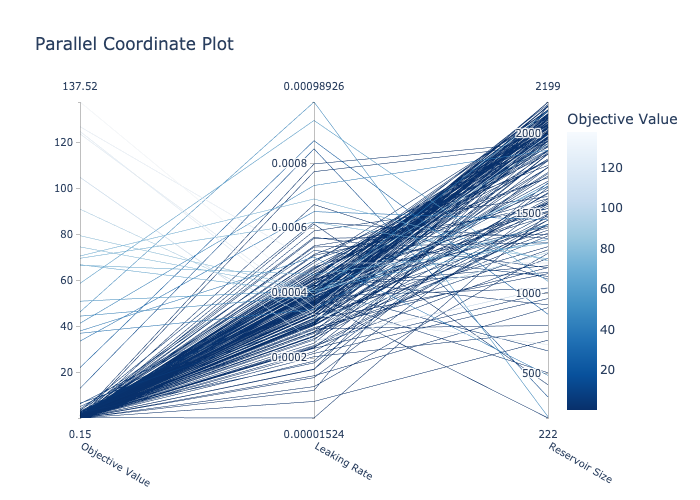 Parallel Coordinate Plot
137.52 0.00098926 2199
Objective Value
120
100
80
60
40
20
0.0008
0.0006
0.0004
0.0002
2000
1500
1000
500
120
100
80
60
40
20
0.15 0.00001524 222
Objective Value
Leaking Rate
Reservoir Size